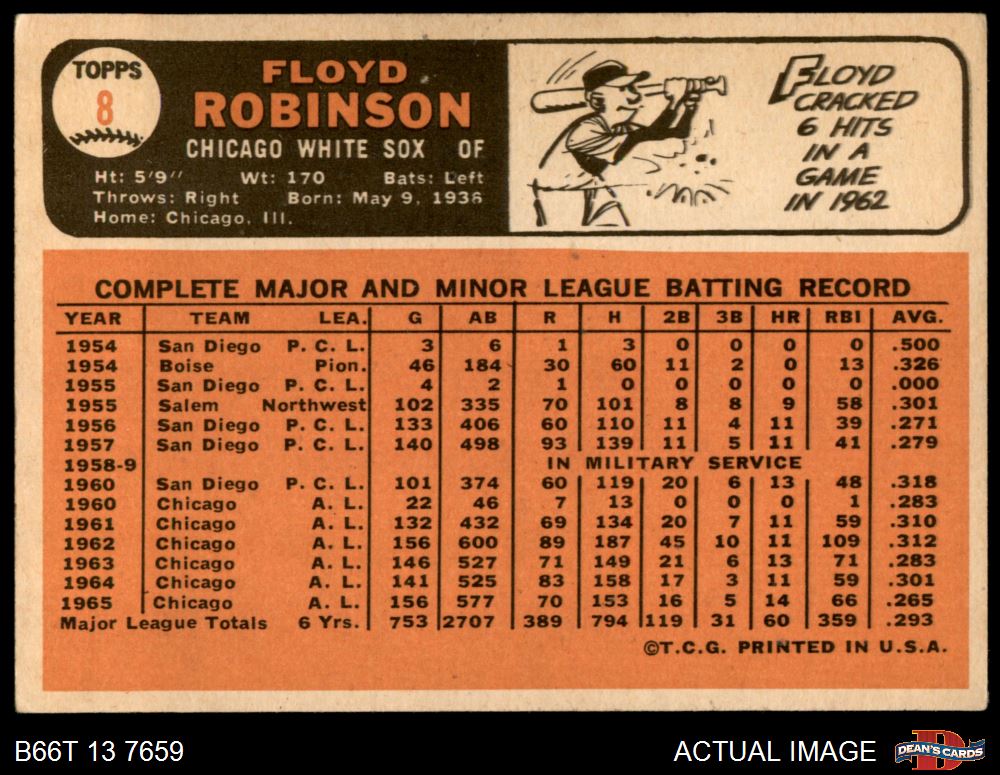 TOPPS
8
FLOYD
ROBINSON
CHICAGO WHITE SOX OF
Ht: 5'9" Wt: 170 Bats: Left
Throws: Right Born: May 9, 1936
Home: Chicago, Ill.
FLOYD
CRACKED
6 HITS
IN A
GAME
IN 1962
COMPLETE MAJOR AND MINOR LEAGUE BATTING RECORD
YEAR TEAM LEA. G AB R H 2B 3B HR RBI AVG.
1954 San Diego P. C. L. 3 6 1 3 0 0 0 0 .500
1954 Boise Pion. 46 184 30 60 11 2 0 13 .326
1955 San Diego P. C. L. 4 2 1 0 0 0 0 0 .000
1955 Salem Northwest 102 335 70 101 8 8 9 58 .301
1956 San Diego P. C. L. 133 406 60 110 11 4 11 39 .271
1957 San Diego P. C. L. 140 498 93 139 11 5 11 41 .279
1958-9 IN MILITARY SERVICE
1960 San Diego P. C. L. 101 374 60 119 20 6 13 48 .318
1960 Chicago A. L. 22 46 7 13 0 0 0 1 .283
1961 Chicago A. L. 132 432 69 134 20 7 11 59 .310
1962 Chicago A. L. 156 600 89 187 45 10 11 109 .312
1963 Chicago A. L. 146 527 71 149 21 6 13 71 .283
1964 Chicago A. L. 141 525 83 158 17 3 11 59 .301
1965 Chicago A. L. 156 577 70 153 16 5 14 66 .265
Major League Totals 6 Yrs. 753 2707 389 794 119 31 60 359 .293
©T.C.G. PRINTED IN U.S.A.
B66T 13 7659
ACTUAL IMAGE
DEAN'S CARDS